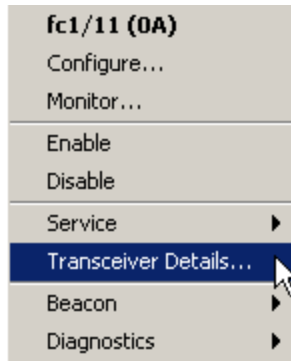 fc1/11 (0A)
Configure...
Monitor...
Enable
Disable
Service
Transceiver Details...
Beacon
Diagnostics